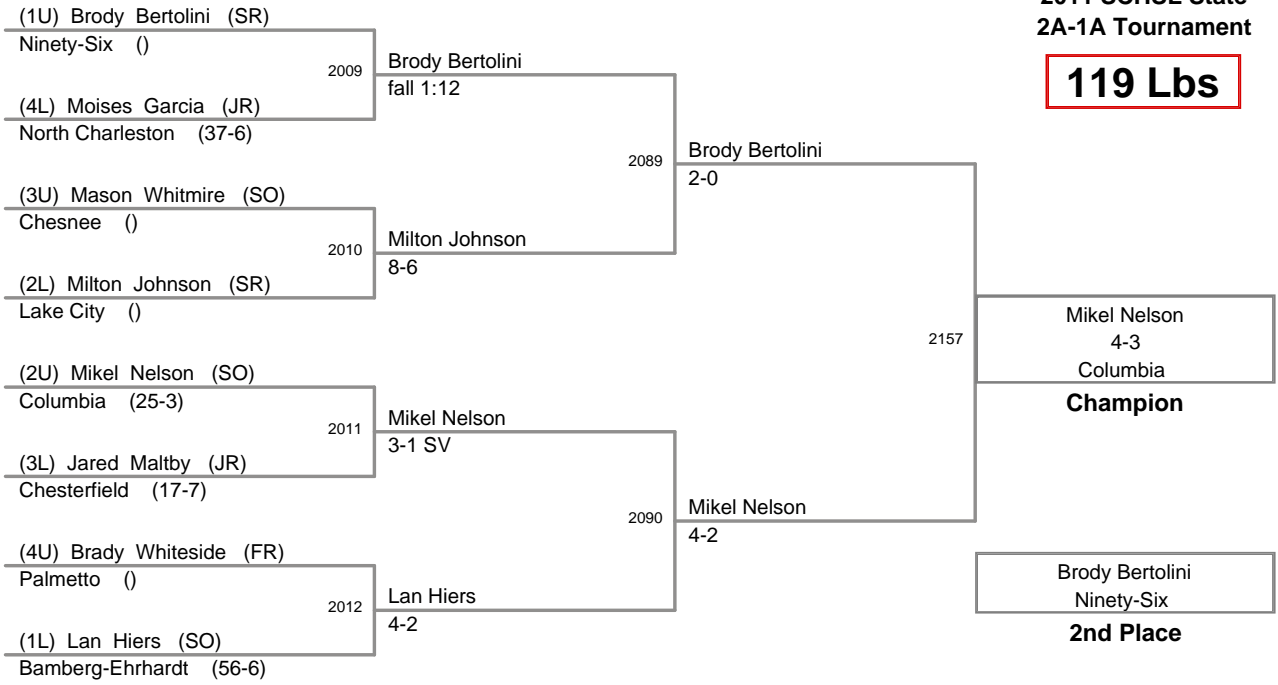 (1U) Brody Bertolini (SR)
Ninety-Six ()
2009
Brody Bertolini
fall 1:12
(4L) Moises Garcia (JR)
North Charleston (37-6)
2089
Brody Bertolini
2-0
(3U) Mason Whitmire (SO)
Chesnee ()
2010
Milton Johnson
8-6
(2L) Milton Johnson (SR)
Lake City ()
2157
Mikel Nelson
4-3
Columbia
Champion
(2U) Mikel Nelson (SO)
Columbia (25-3)
2011
Mikel Nelson
3-1 SV
(3L) Jared Maltby (JR)
Chesterfield (17-7)
2090
Mikel Nelson
4-2
(4U) Brady Whiteside (FR)
Palmetto ()
2012
Lan Hiers
4-2
(1L) Lan Hiers (SO)
Bamberg-Ehrhardt (56-6)
Brody Bertolini
Ninety-Six
2nd Place
2A-1A Tournament
119 Lbs